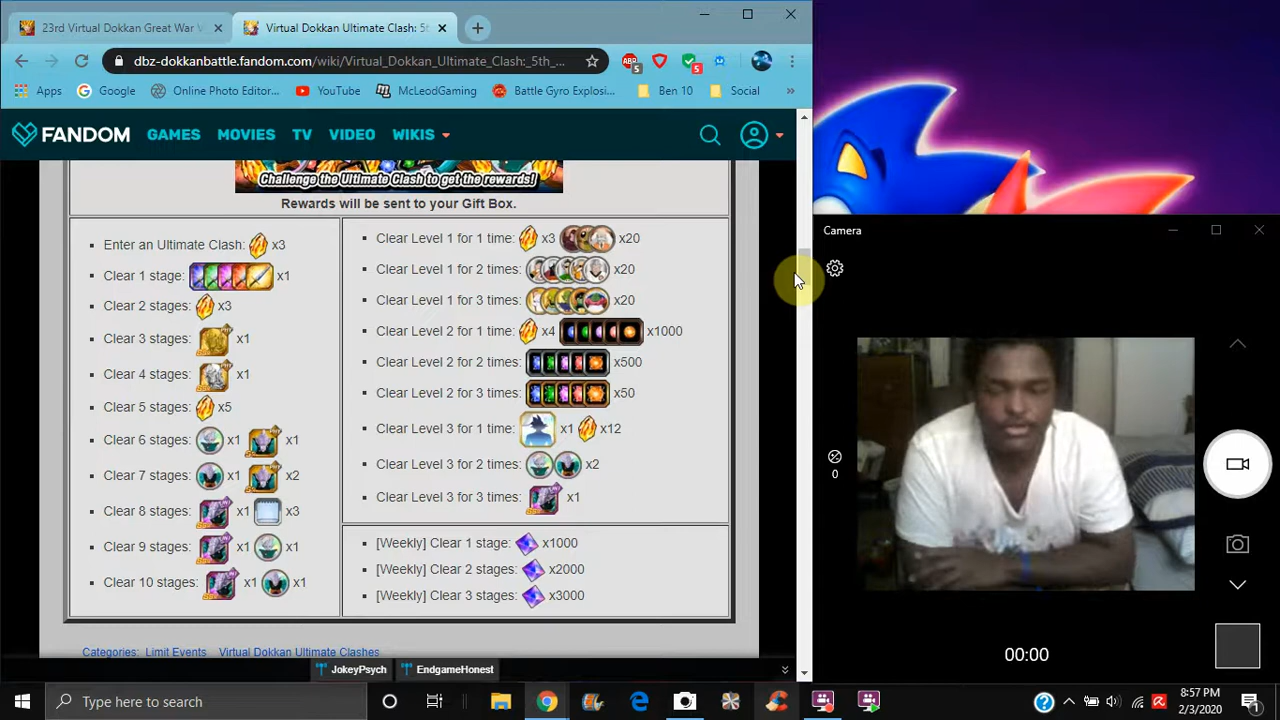 23rd Virtual Dokkan Great War V
Virtual Dokkan Ultimate Clash: 5t
dbz-dokkanbattle.fandom.com/wiki/Virtual_Dokkan_Ultimate_Clash:_5th_...
ABP
5
5
Apps
Google
Online Photo Editor...
YouTube
McLeodGaming
Battle Gyro Explosi...
Ben 10
Social
»
FANDOM
GAMES
MOVIES
TV
VIDEO
WIKIS
Challenge the Ultimate Clash to get the rewards!
Rewards will be sent to your Gift Box.
Enter an Ultimate Clash: x3
Clear 1 stage: x1
Clear 2 stages: x3
Clear 3 stages: x1
Clear 4 stages: x1
Clear 5 stages: x5
Clear 6 stages: x1 x1
Clear 7 stages: x1 x2
Clear 8 stages: x1 x3
Clear 9 stages: x1 x1
Clear 10 stages: x1 x1
Clear Level 1 for 1 time: x3 x20
Clear Level 1 for 2 times: x20
Clear Level 1 for 3 times: x20
Clear Level 2 for 1 time: x4 x1000
Clear Level 2 for 2 times: x500
Clear Level 2 for 3 times: x50
Clear Level 3 for 1 time: x1 x12
Clear Level 3 for 2 times: x2
Clear Level 3 for 3 times: x1
[Weekly] Clear 1 stage: x1000
[Weekly] Clear 2 stages: x2000
[Weekly] Clear 3 stages: x3000
Categories: Limit Events Virtual Dokkan Ultimate Clashes
JokeyPsych
EndgameHonest
Camera
0
00:00
Type here to search
8:57 PM
2/3/2020
1